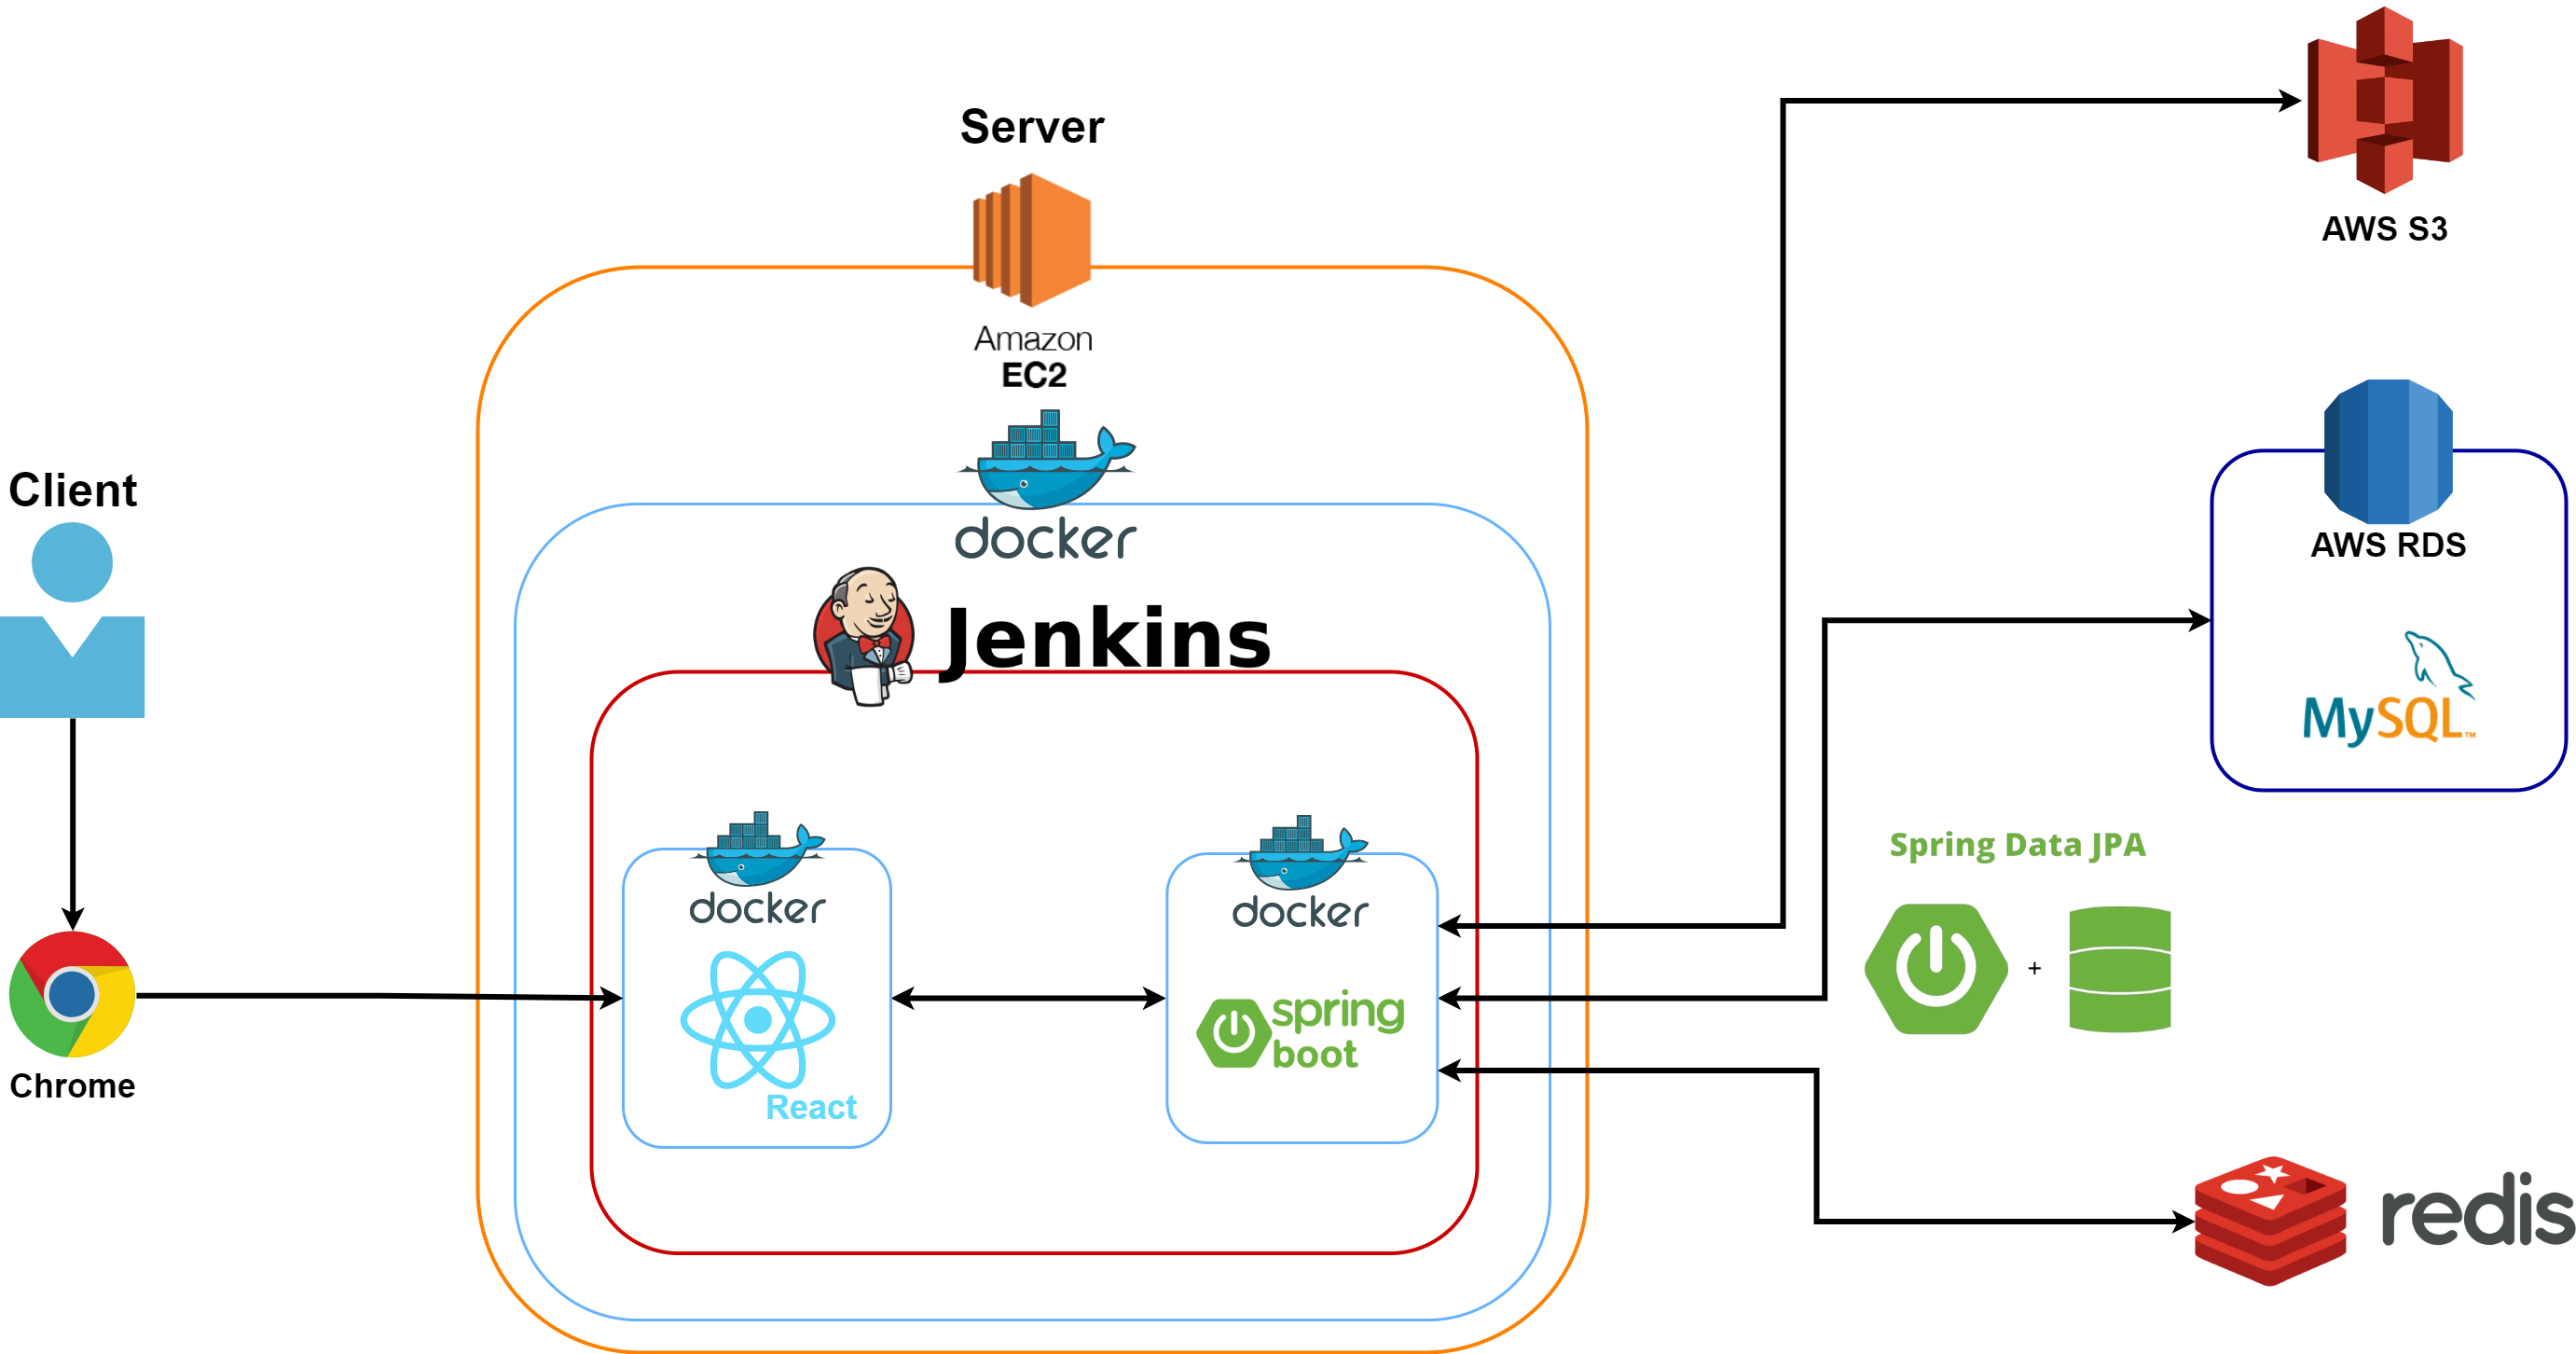 Client
Chrome
Server
Amazon
EC2
docker
Jenkins
docker
React
docker
spring
boot
AWS S3
AWS RDS
MySQL™
Spring Data JPA
+
redis